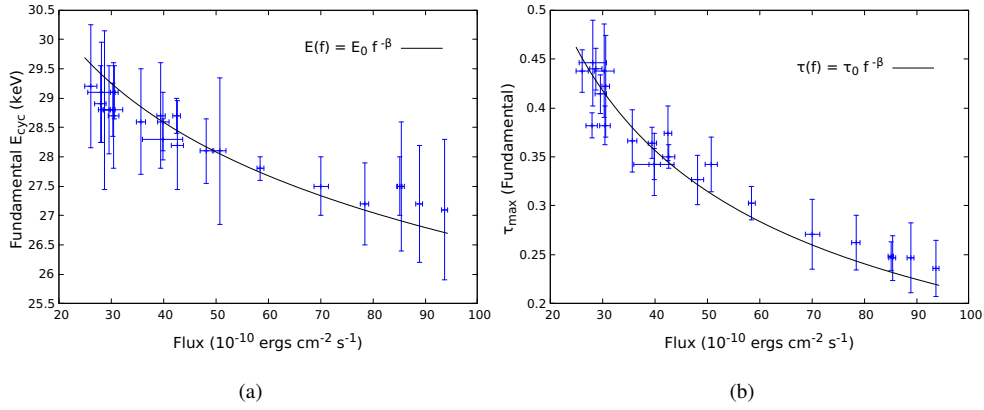 30.5
30
29.5
29
28.5
28
27.5
27
26.5
26
25.5
Fundamental E_cyc (keV)
E(f) = E_0 f^-β
20 30 40 50 60 70 80 90 100
Flux (10^-10 ergs cm^-2 s^-1)
(a)
0.5
0.45
0.4
0.35
0.3
0.25
0.2
τ_max (Fundamental)
τ(f) = τ_0 f^-β
20 30 40 50 60 70 80 90 100
Flux (10^-10 ergs cm^-2 s^-1)
(b)